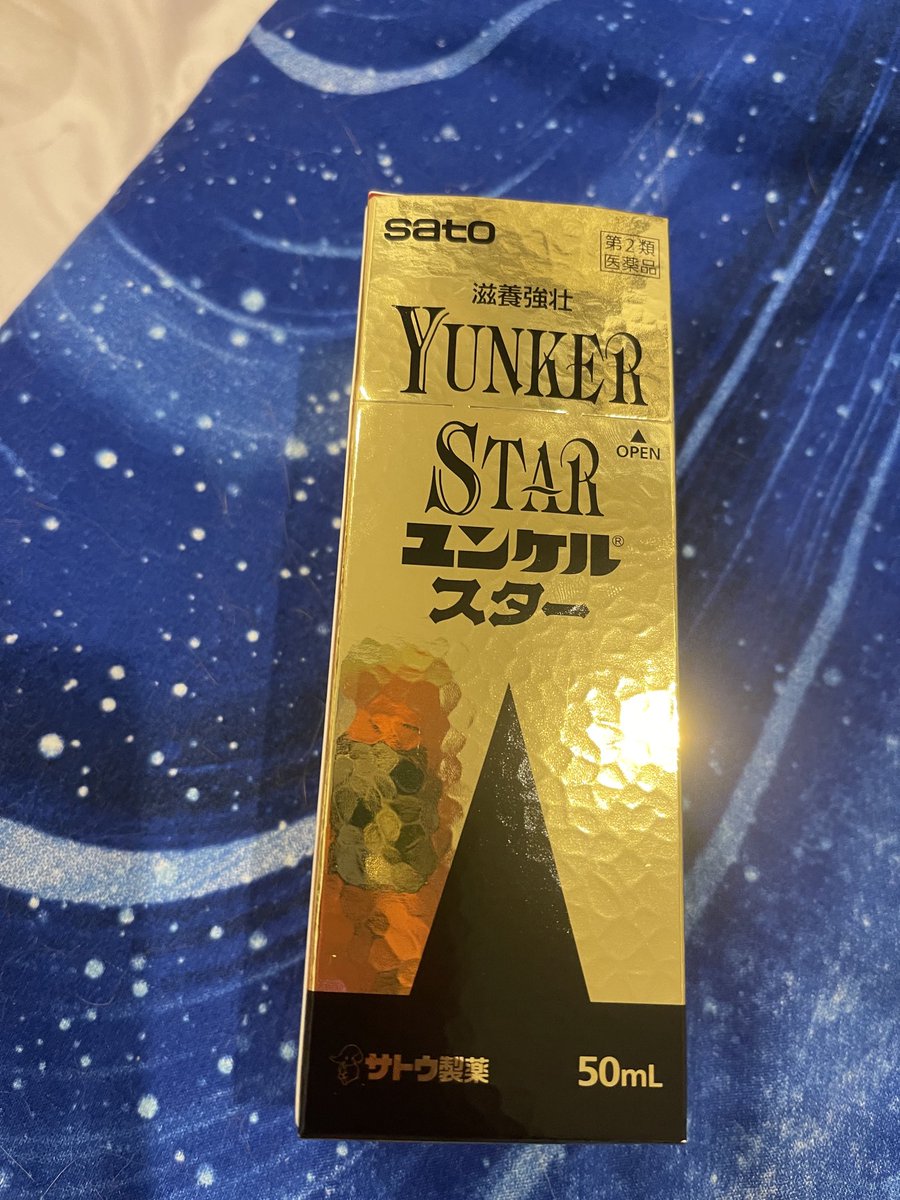 sato
第2類
医薬品
滋養強壮
YUNKER
STAR
OPEN
ユンケル®
スター
サトウ製薬
50mL